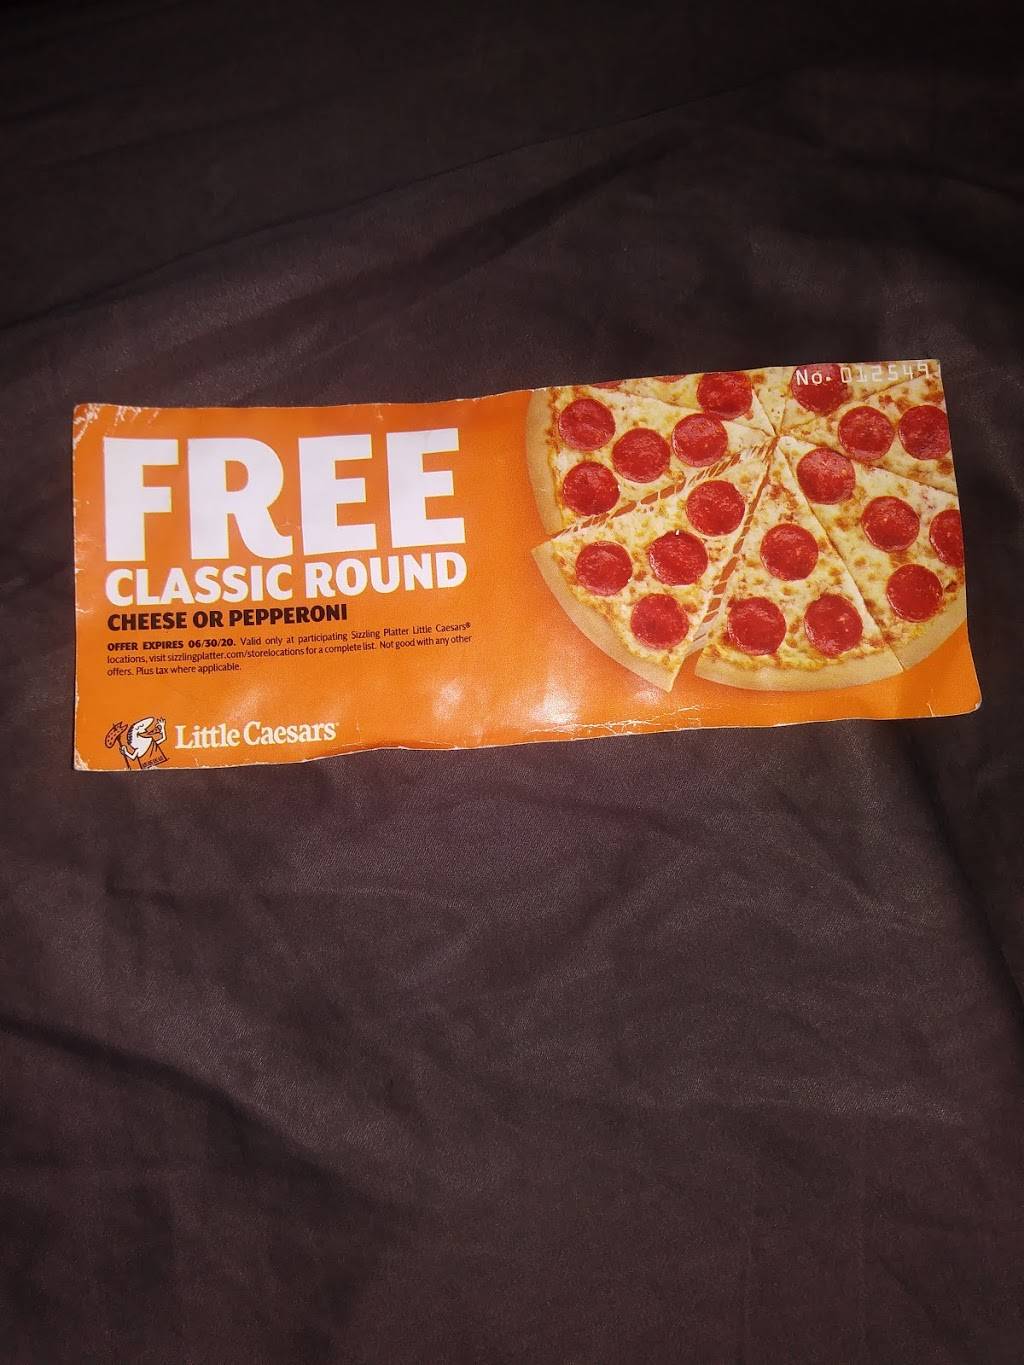 No. 012549
FREE
CLASSIC ROUND
CHEESE OR PEPPERONI
OFFER EXPIRES 06/30/20. Valid only at participating Sizzling Platter Little Caesars®
locations, visit sizzlingplatter.com/storelocations for a complete list. Not good with any other
offers. Plus tax where applicable.
Little Caesars®